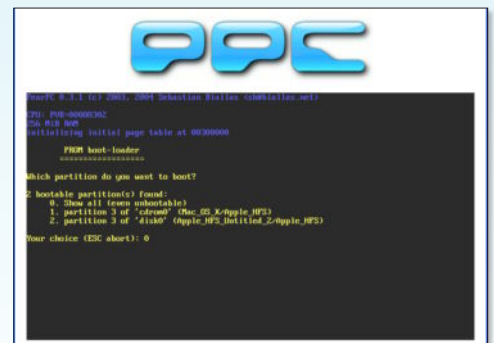 PPC
PearPC 0.3.1 (c) 2003, 2004 Sebastian Biallas (sb@biallas.net)
CPU: PVR=00080302
256 MiB RAM
initializing initial page table at 00300000
PROM boot-loader
==================
Which partition do you want to boot?
2 bootable partition(s) found:
0. Show all (even unbootable)
1. partition 3 of 'cdrom0' (Mac_OS_X/Apple_HFS)
2. partition 3 of 'disk0' (Apple_HFS_Untitled_2/Apple_HFS)
Your choice (ESC abort): 0